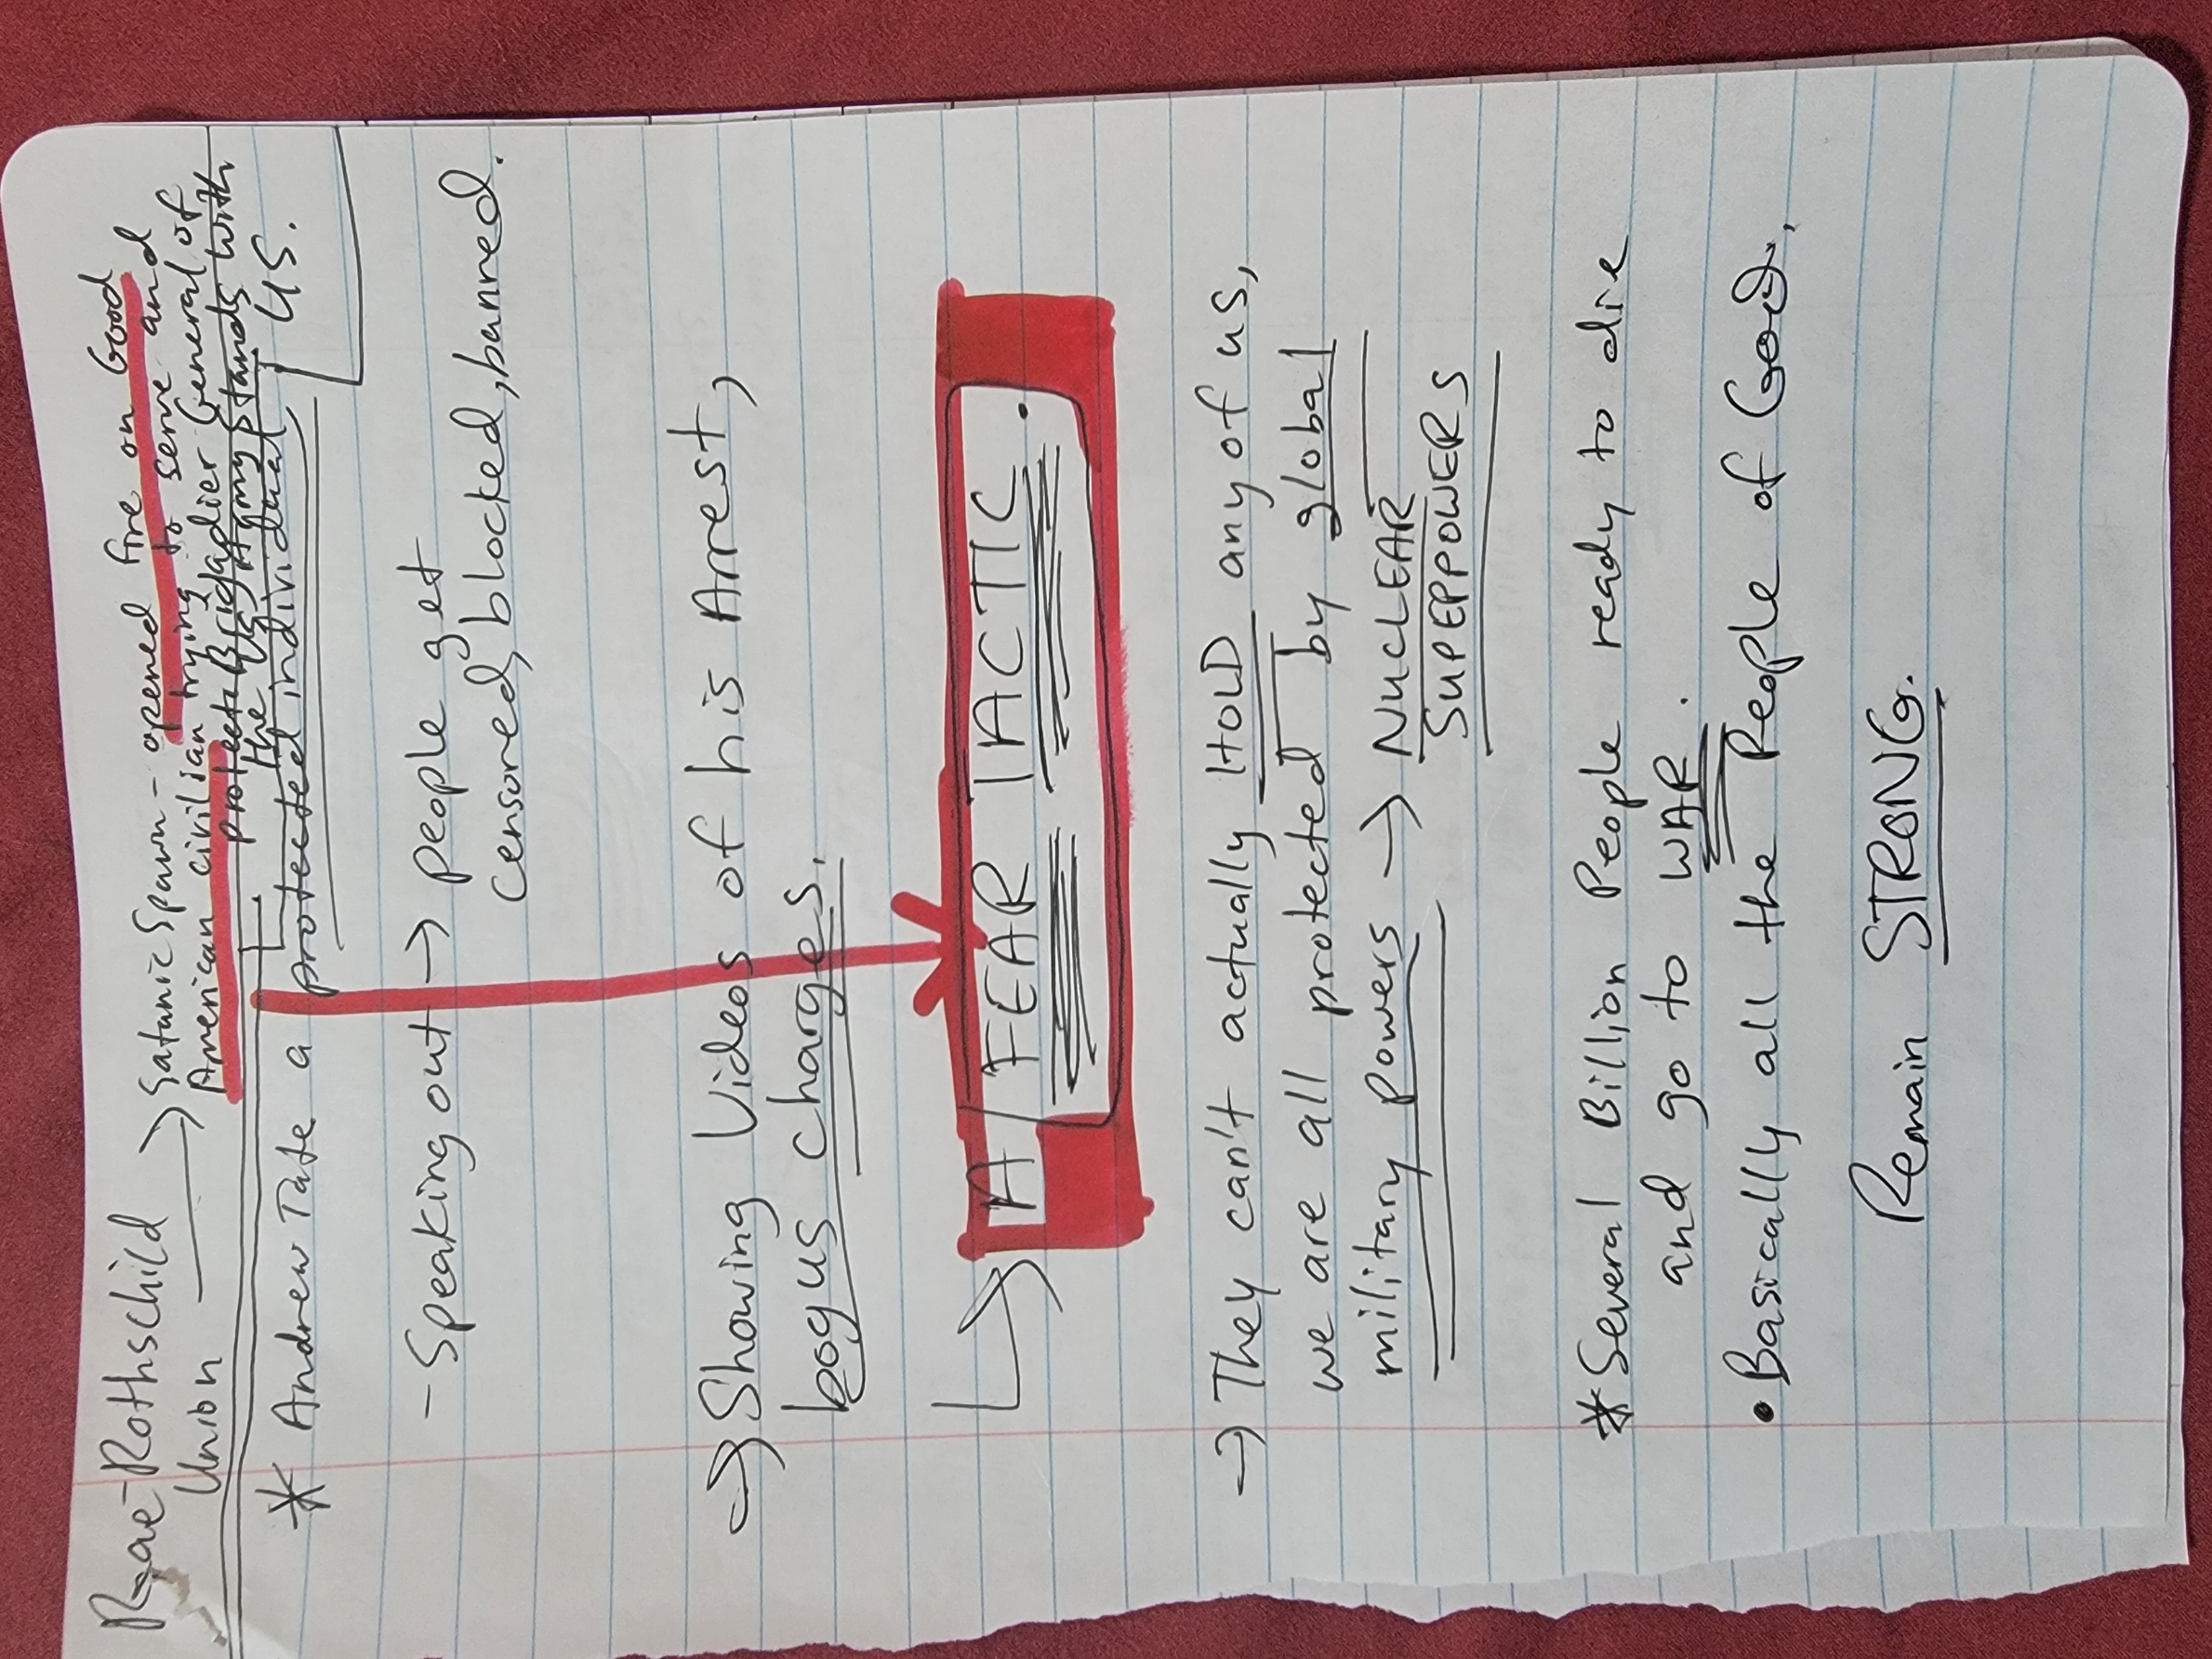 Rae-Rothschild
Union → Satanic Spawn - opened fire on Good
American civilian trying to serve and
protect. Brigadier General of
the US Army Stands with
US.
* Andrew Tate a protected individual
- Speaking out → people get
censored, blocked, banned.
→ Showing Videos of his Arrest,
bogus charges.
→ A FEAR TACTIC.
→ They can't actually HOLD any of us,
we are all protected by global
military powers → NUCLEAR
SUPERPOWERS
* Several Billion People ready to die
and go to WAR.
• Basically all the People of God.
Remain STRONG.